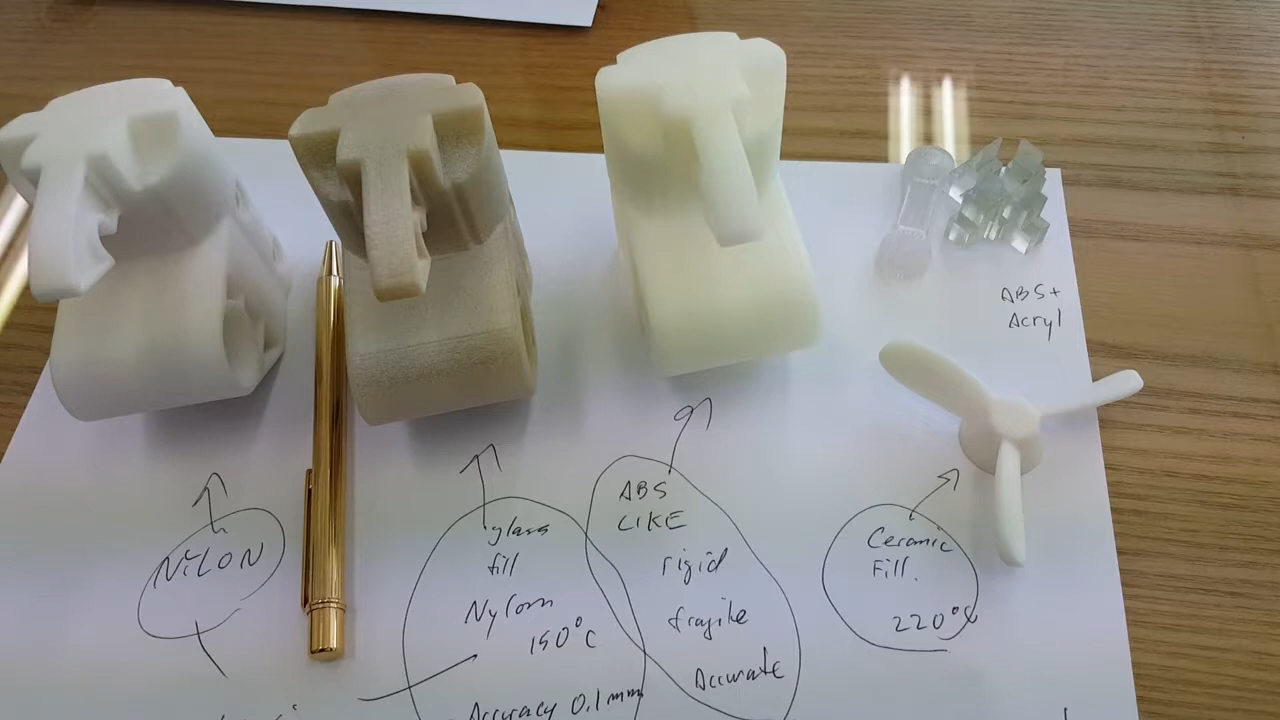 NiLON
glass
fill
Nylon
150°C
Accuracy 0.1mm
ABS
LIKE
rigid
fragile
Accurate
Ceramic
Fill.
220°C
ABS+
Acryl